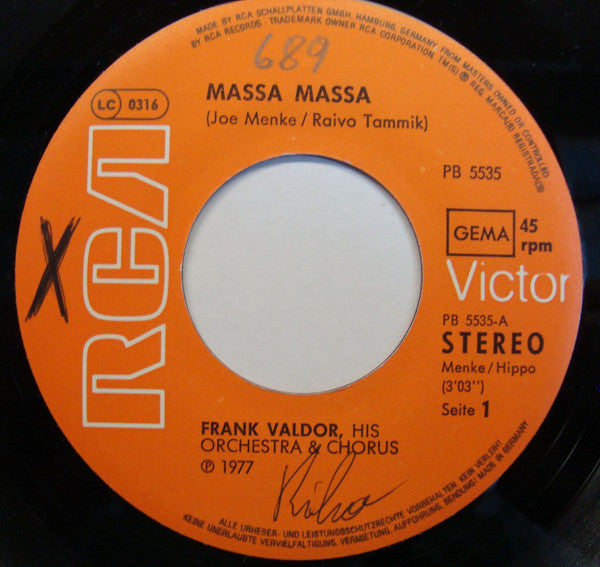 MADE BY RCA SCHALLPLATTEN GMBH, HAMBURG, GERMANY FROM MASTERS OWNED OR CONTROLLED
BY RCA RECORDS. TRADEMARK OWNER RCA CORPORATION. TM(S) ® REG. MARCA(S) REGISTRADA(S)
689
MASSA MASSA
(Joe Menke/Raivo Tammik)
LC 0316
PB 5535
X
RCA
GEMA 45
rpm
Victor
PB 5535-A
STEREO
Menke/Hippo
(3'03")
Seite 1
FRANK VALDOR, HIS
ORCHESTRA & CHORUS
℗ 1977
ALLE URHEBER- UND LEISTUNGSSCHUTZRECHTE VORBEHALTEN. KEIN VERLEIH!
KEINE UNERLAUBTE VERVIELFÄLTIGUNG, VERMIETUNG, AUFFÜHRUNG, SENDUNG! MADE IN GERMANY